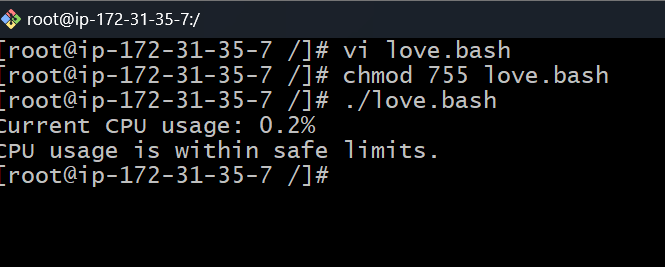 root@ip-172-31-35-7:/
[root@ip-172-31-35-7 /]# vi love.bash
[root@ip-172-31-35-7 /]# chmod 755 love.bash
[root@ip-172-31-35-7 /]# ./love.bash
Current CPU usage: 0.2%
CPU usage is within safe limits.
[root@ip-172-31-35-7 /]#